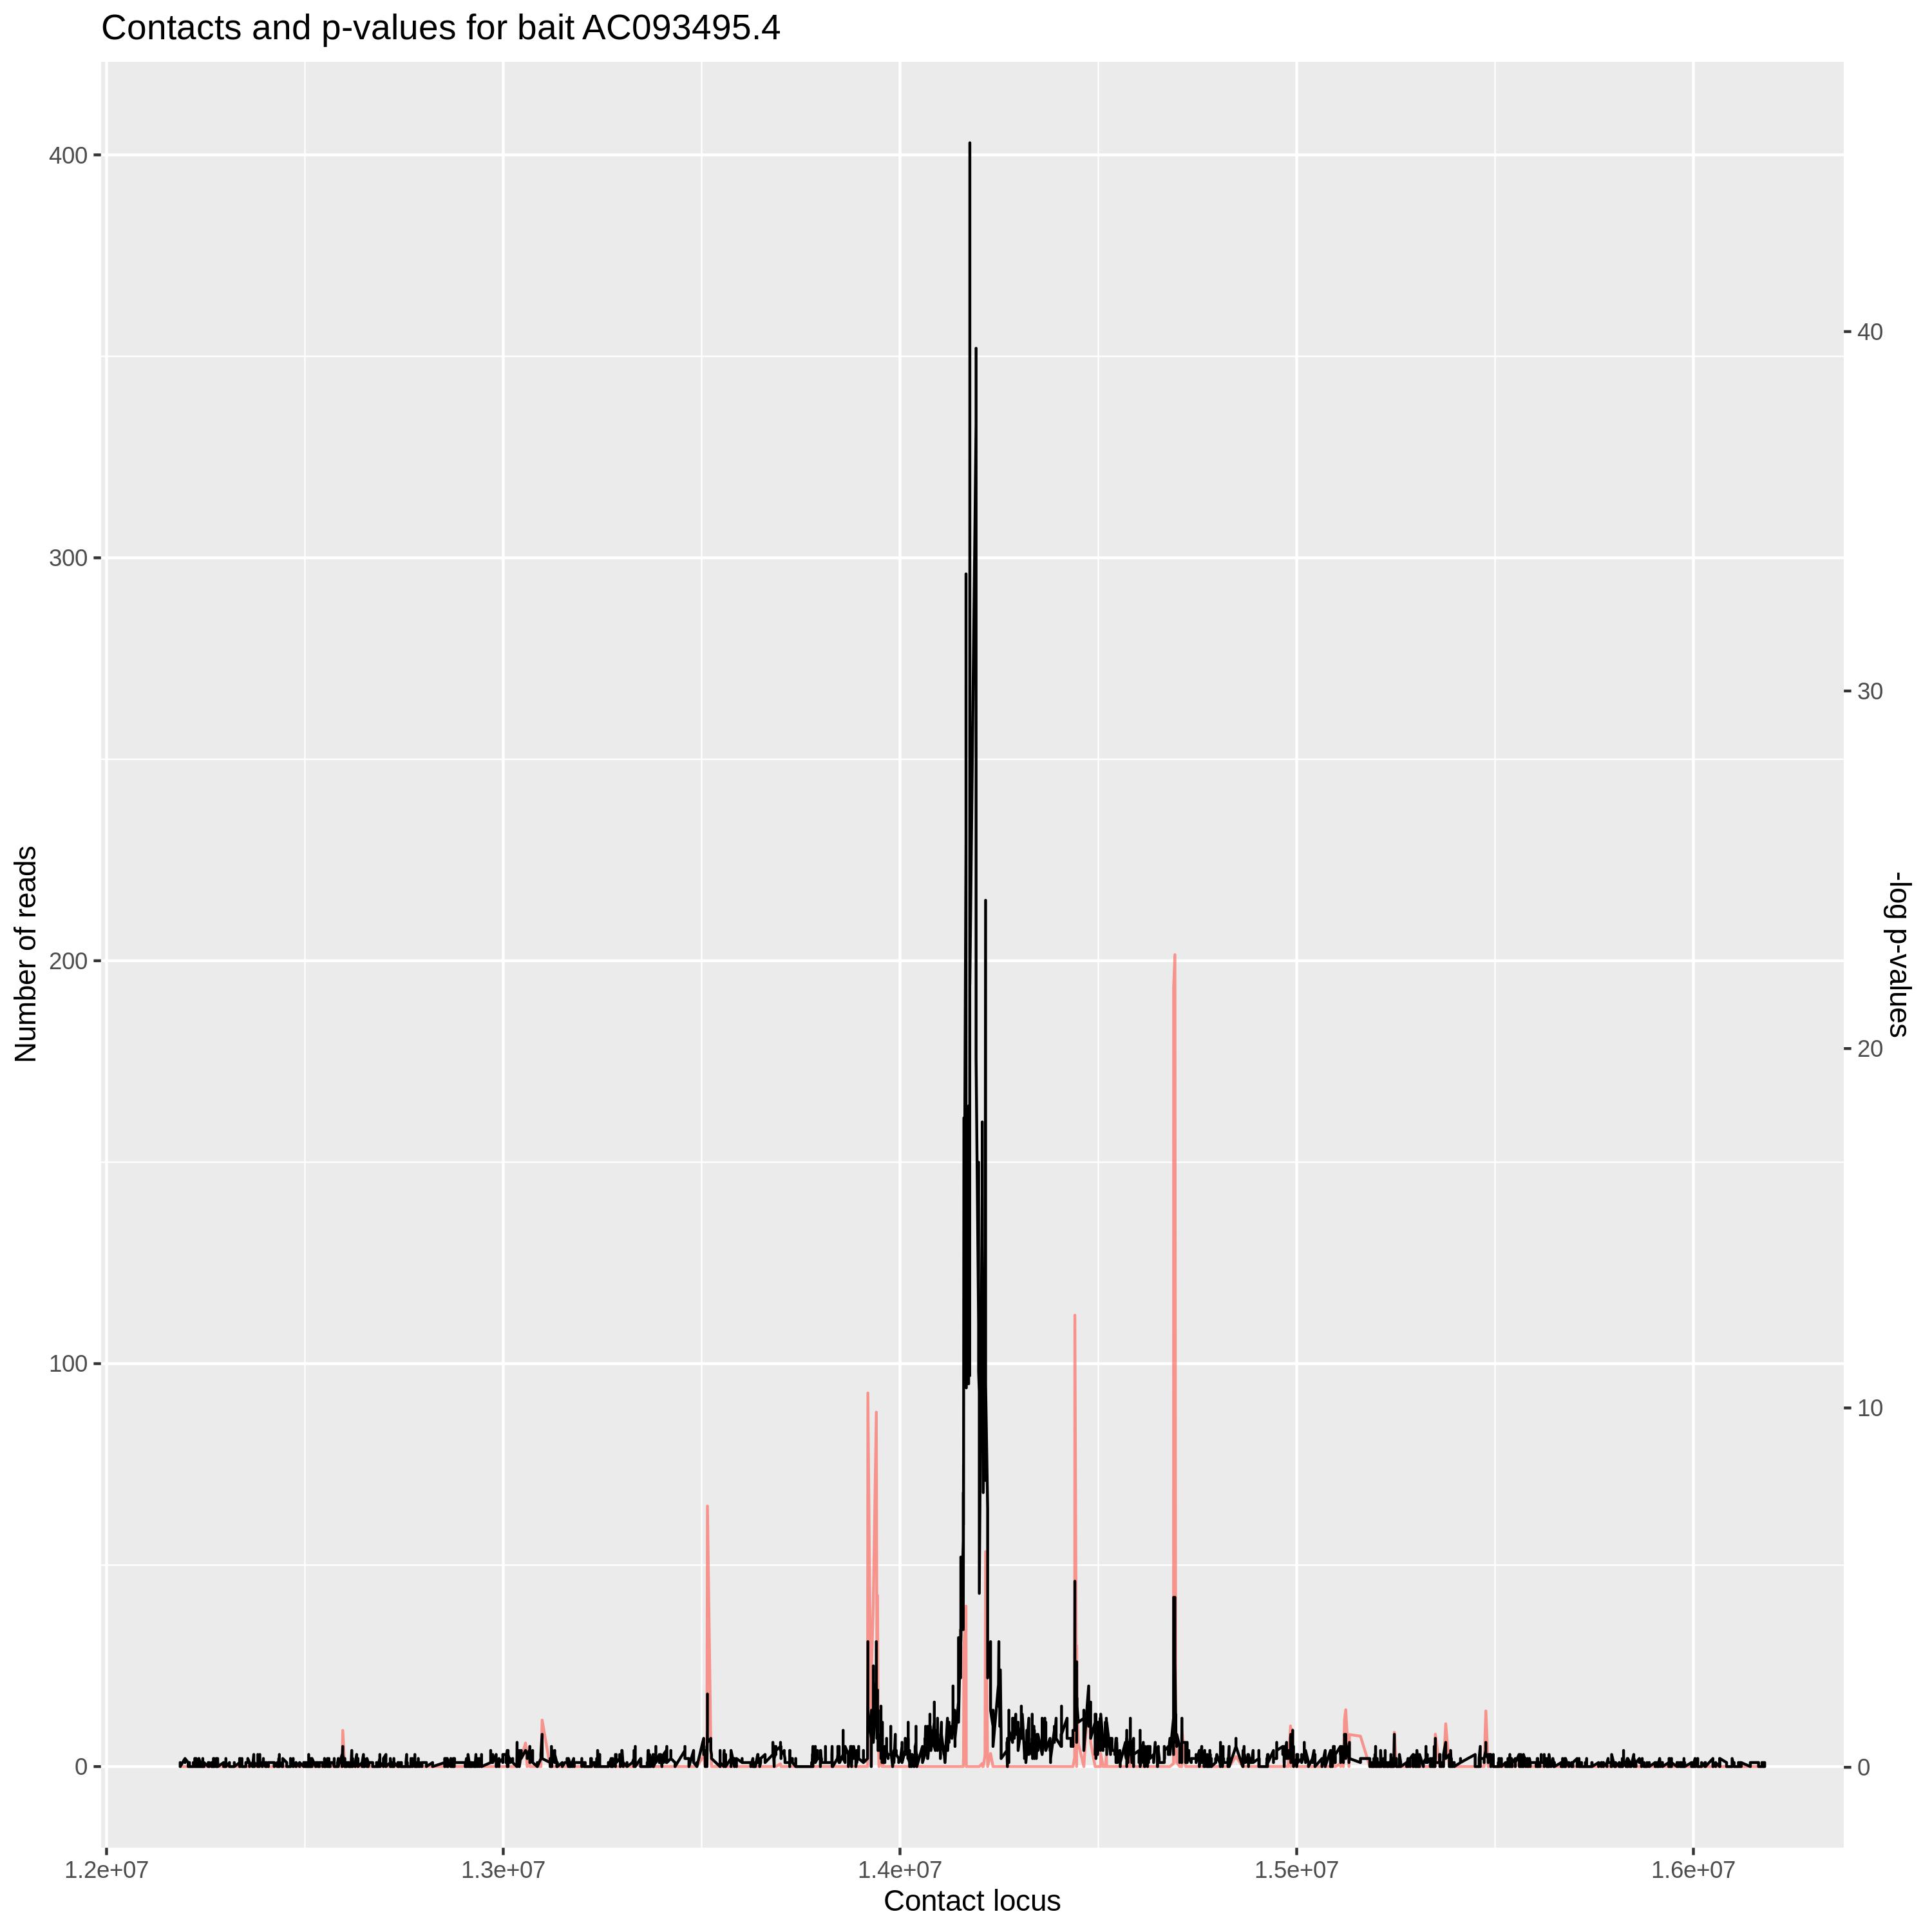 Contacts and p-values for bait AC093495.4
400
300
200
100
0
Number of reads
40
30
20
10
0
-log p-values
1.2e+07 1.3e+07 1.4e+07 1.5e+07 1.6e+07
Contact locus